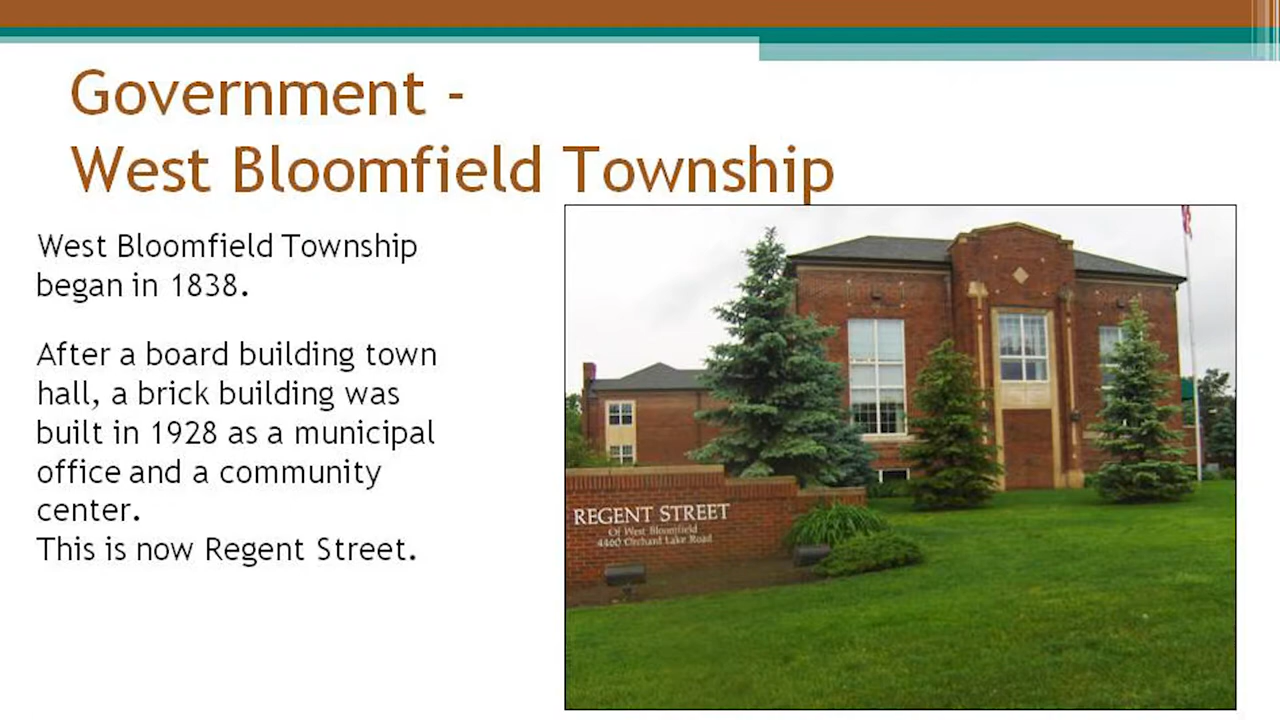 Government -
West Bloomfield Township
West Bloomfield Township
began in 1838.
After a board building town
hall, a brick building was
built in 1928 as a municipal
office and a community
center.
This is now Regent Street.
REGENT STREET
Of West Bloomfield
4460 Orchard Lake Road